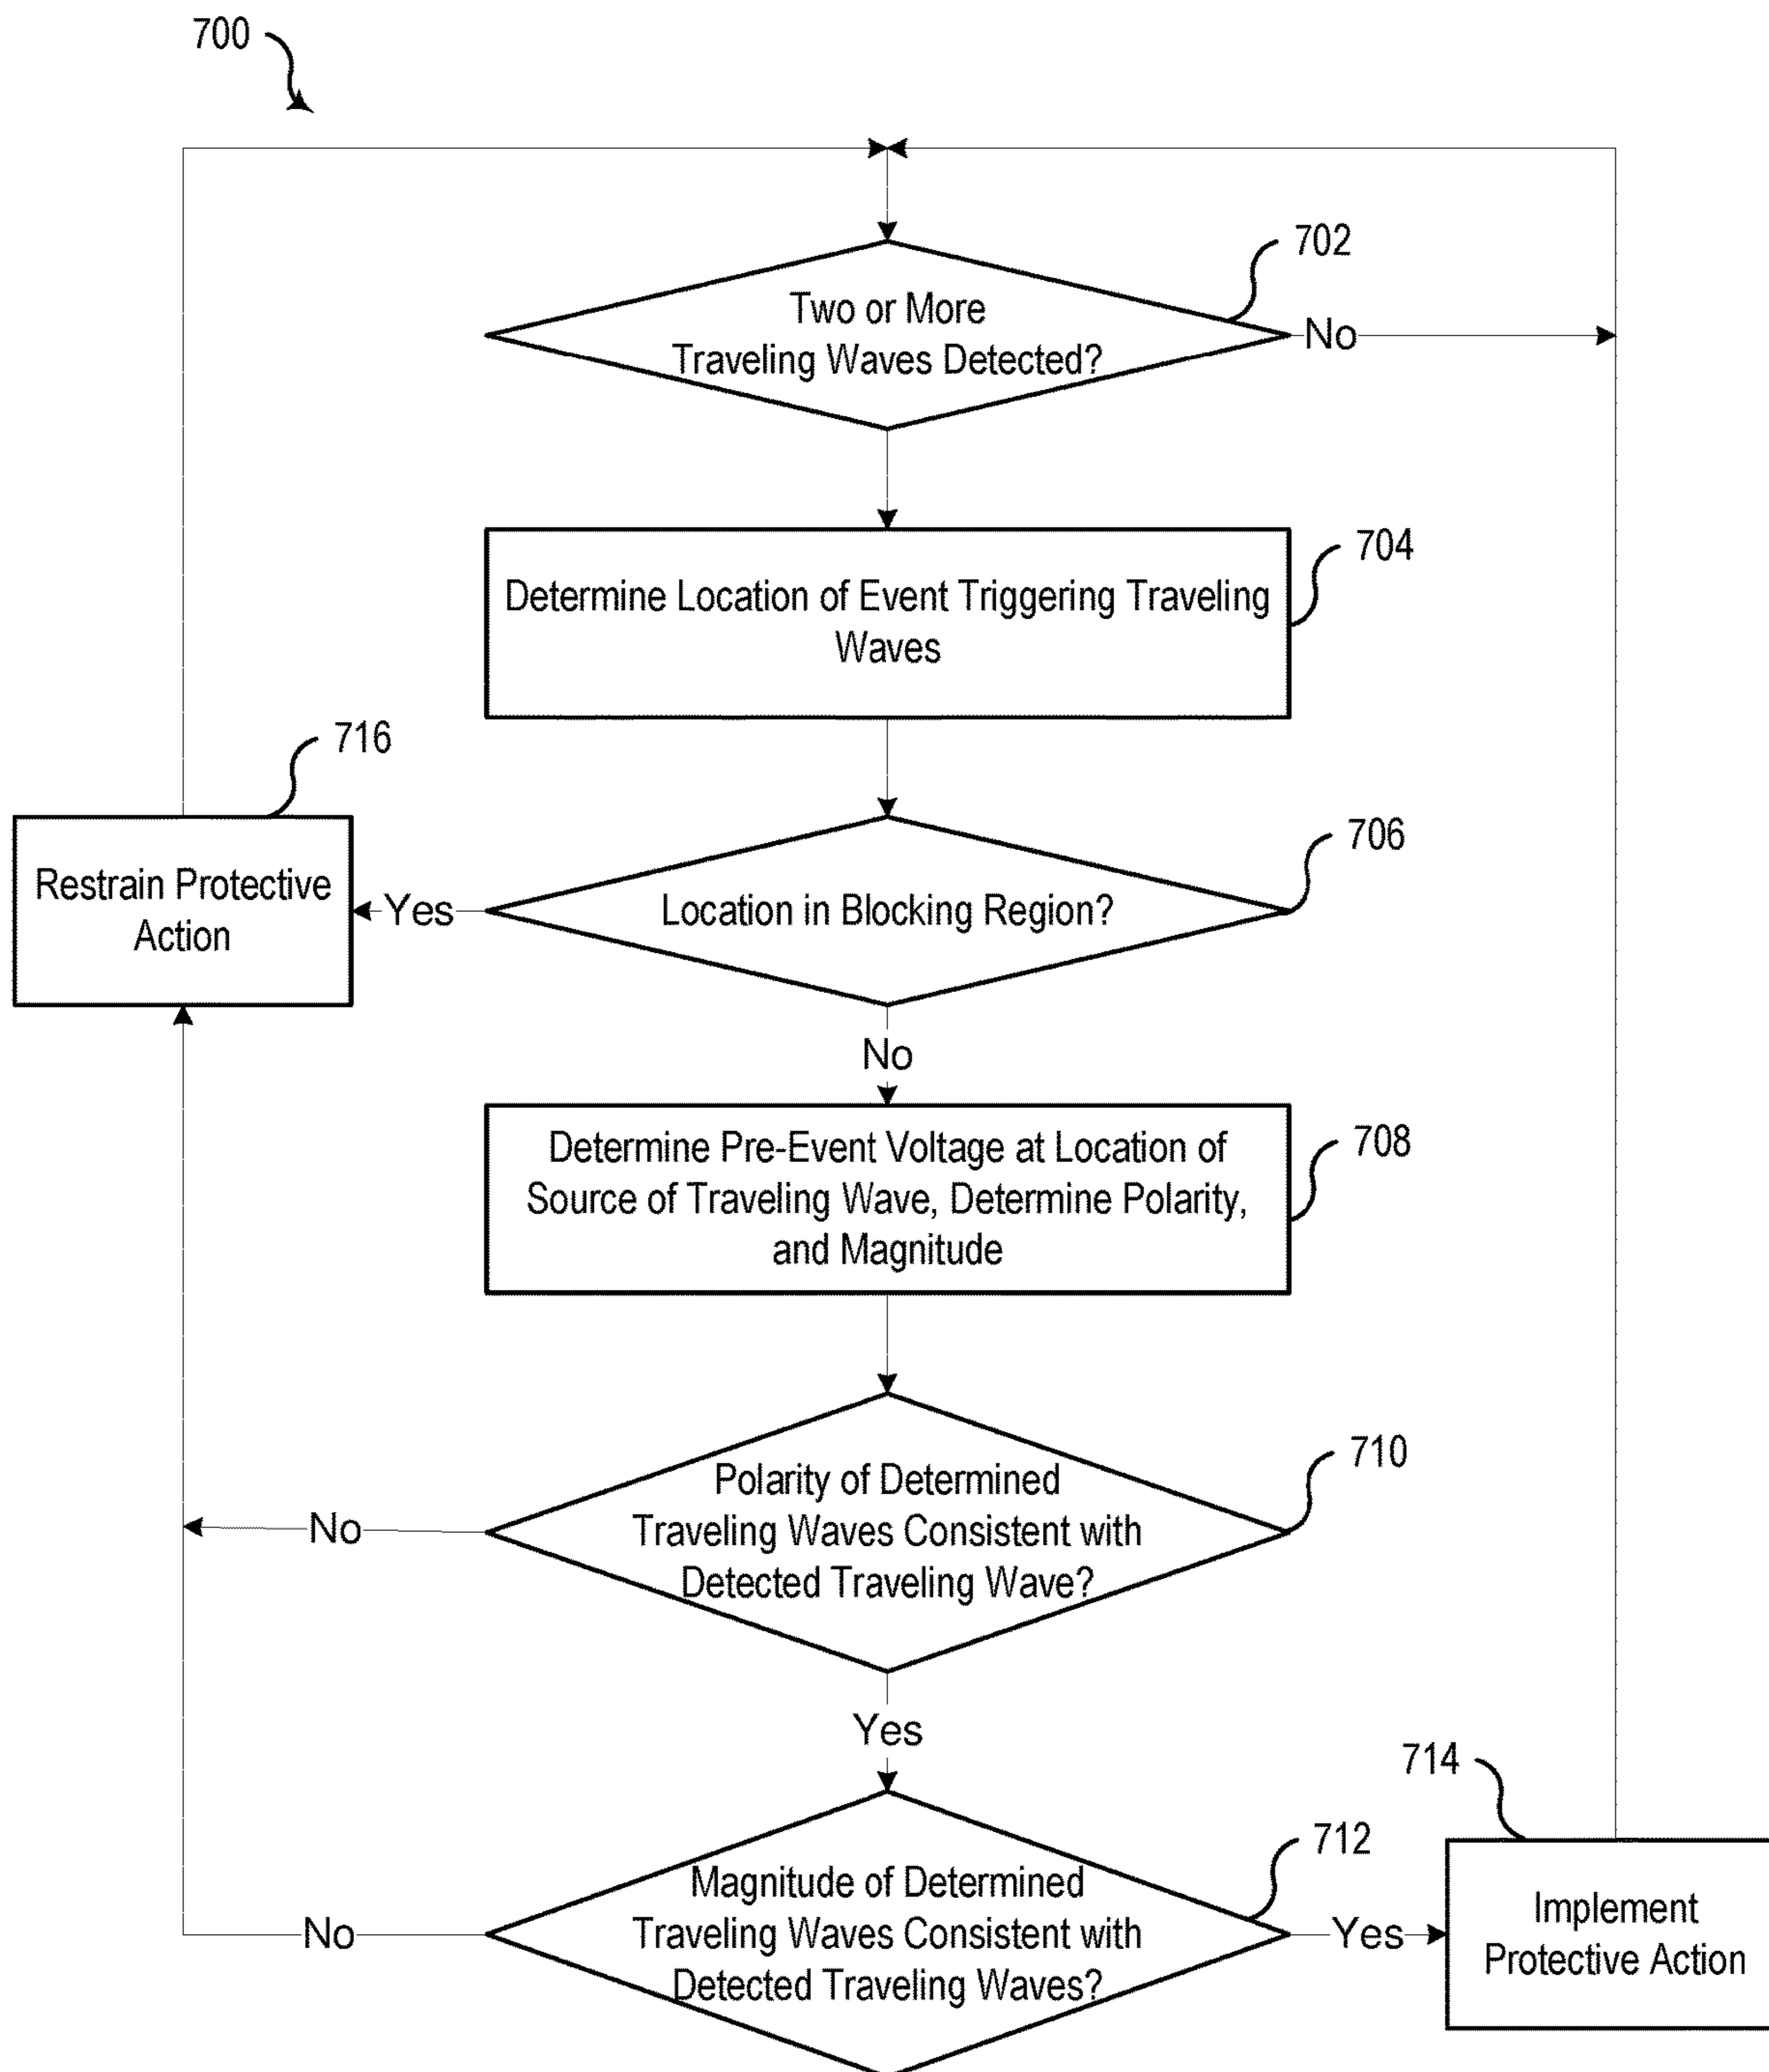 700
702
Two or More
Traveling Waves Detected?
No
704
Determine Location of Event Triggering Traveling
Waves
716
706
Restrain Protective
Action
Yes
Location in Blocking Region?
No
708
Determine Pre-Event Voltage at Location of
Source of Traveling Wave, Determine Polarity,
and Magnitude
710
Polarity of Determined
Traveling Waves Consistent with
Detected Traveling Wave?
No
Yes
714
712
Magnitude of Determined
Traveling Waves Consistent with
Detected Traveling Waves?
No
Yes
Implement
Protective Action